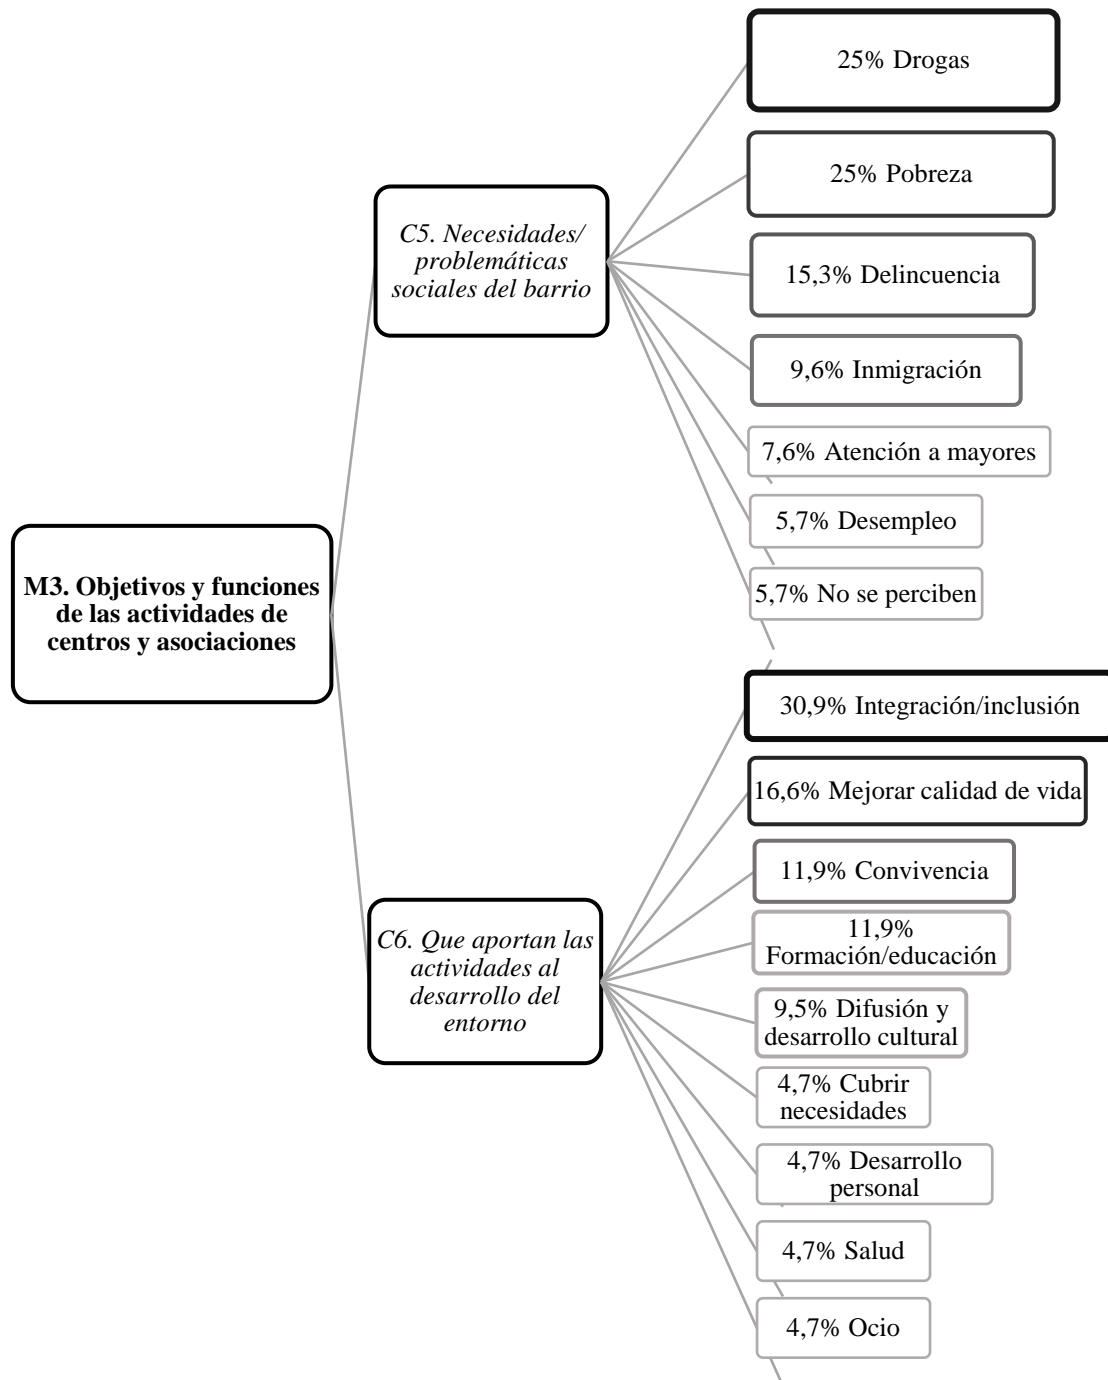 M3. Objetivos y funciones
de las actividades de
centros y asociaciones
C5. Necesidades/
problemáticas
sociales del barrio
25% Drogas
25% Pobreza
15,3% Delincuencia
9,6% Inmigración
7,6% Atención a mayores
5,7% Desempleo
5,7% No se perciben
C6. Que aportan las
actividades al
desarrollo del
entorno
30,9% Integración/inclusión
16,6% Mejorar calidad de vida
11,9% Convivencia
11,9%
Formación/educación
9,5% Difusión y
desarrollo cultural
4,7% Cubrir
necesidades
4,7% Desarrollo
personal
4,7% Salud
4,7% Ocio